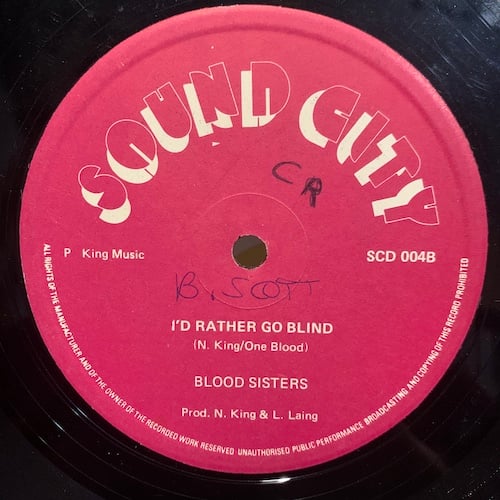 SOUND CITY
CR
P King Music
SCD 004B
B. SCOTT
I'D RATHER GO BLIND
(N. King/One Blood)
BLOOD SISTERS
Prod. N. King & L. Laing
ALL RIGHTS OF THE MANUFACTURER AND OF THE OWNER OF THE RECORDED WORK RESERVED UNAUTHORISED PUBLIC PERFORMANCE BROADCASTING AND COPYING OF THIS RECORD PROHIBITED